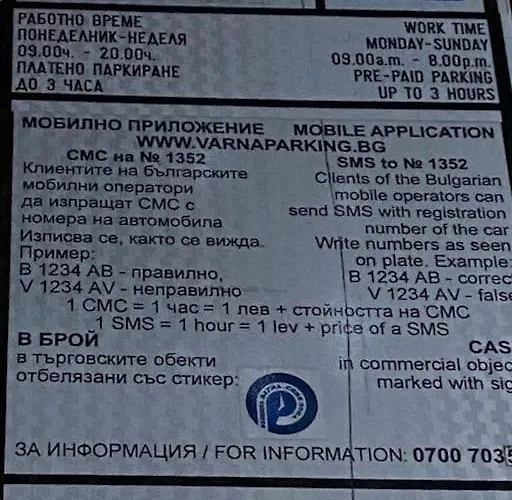 РАБОТНО ВРЕМЕ
ПОНЕДЕЛНИК-НЕДЕЛЯ
09.00ч. - 20.00ч.
ПЛАТЕНО ПАРКИРАНЕ
ДО 3 ЧАСА
WORK TIME
MONDAY-SUNDAY
09.00a.m. - 8.00p.m.
PRE-PAID PARKING
UP TO 3 HOURS
МОБИЛНО ПРИЛОЖЕНИЕ MOBILE APPLICATION
WWW.VARNAPARKING.BG
СМС на № 1352
Клиентите на българските
мобилни оператори
да изпращат СМС с
номера на автомобила
Изписва се, както се вижда.
Пример:
В 1234 АВ - правилно,
V 1234 AV - неправилно
SMS to № 1352
Clients of the Bulgarian
mobile operators can
send SMS with registration
number of the car
Write numbers as seen
on plate. Example:
B 1234 AB - correc
V 1234 AV - false
1 СМС = 1 час = 1 лев + стойността на СМС
1 SMS = 1 hour = 1 lev + price of a SMS
В БРОЙ
в търговските обекти
отбелязани със стикер:
CAS
in commercial objec
marked with sig
ЗА ИНФОРМАЦИЯ / FOR INFORMATION: 0700 703